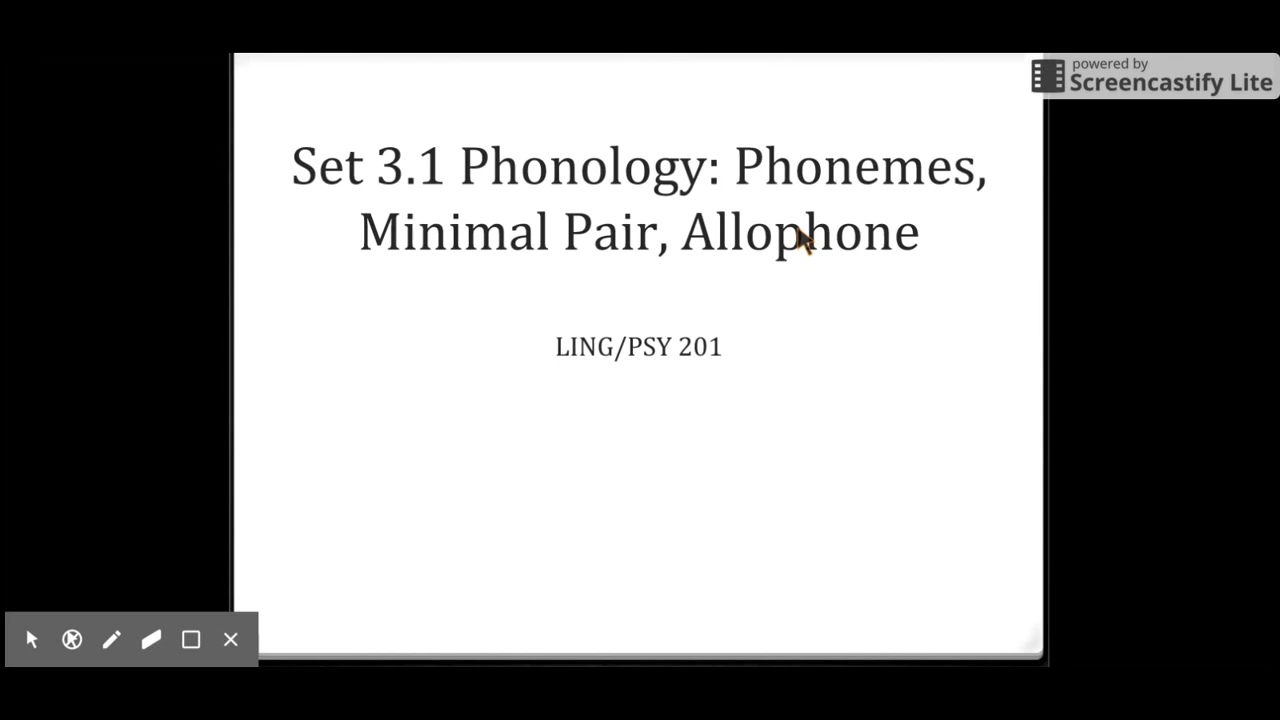 powered by
Screencastify Lite
Set 3.1 Phonology: Phonemes,
Minimal Pair, Allophone
LING/PSY 201